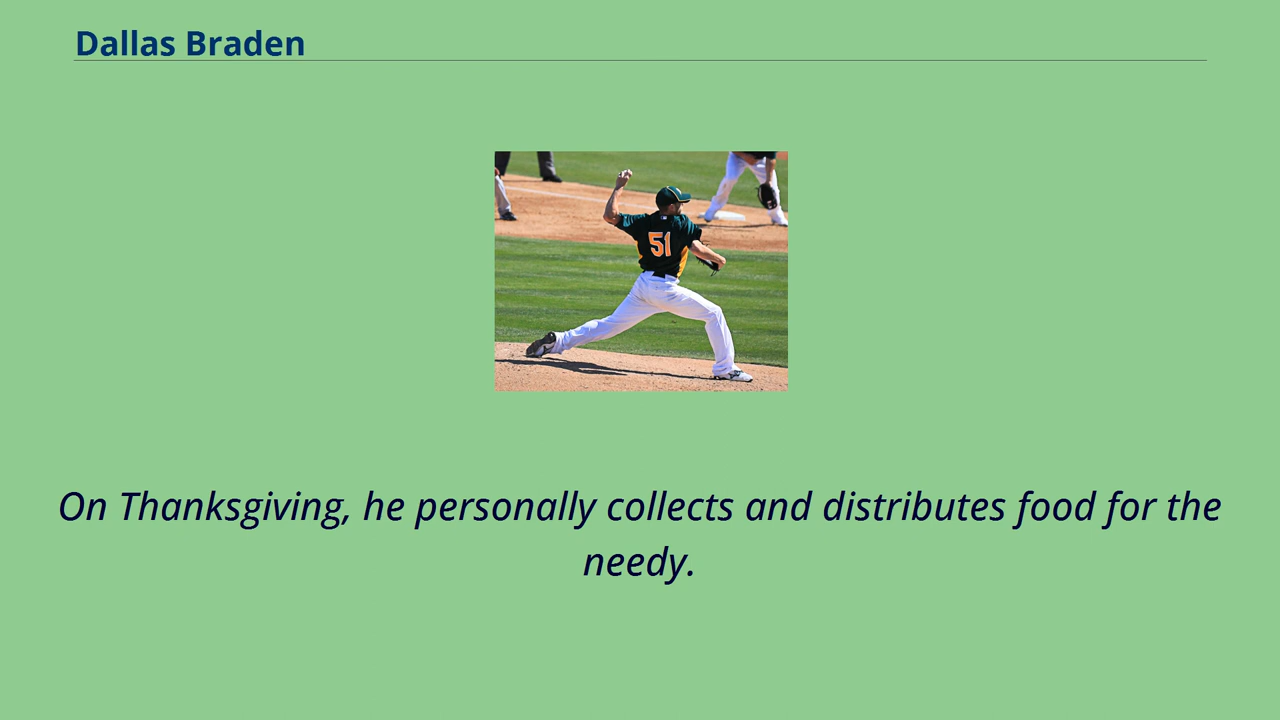 Dallas Braden
51
On Thanksgiving, he personally collects and distributes food for the
needy.